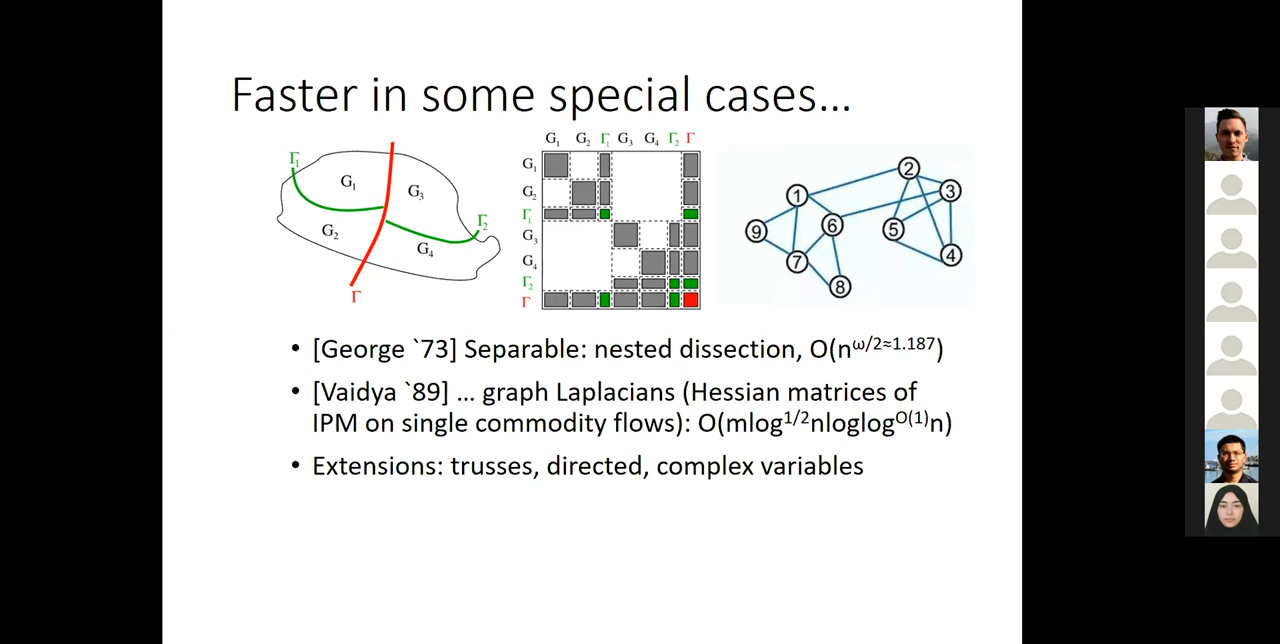 Faster in some special cases…
Γ₁ G₁ G₃ Γ₂ G₂ G₄ Γ
G₁ G₂ Γ₁ G₃ G₄ Γ₂ Γ
G₁
G₂
Γ₁
G₃
G₄
Γ₂
Γ
2
3
1
6
5
9
4
7
8
• [George `73] Separable: nested dissection, O(n^ω/2≈1.187)
• [Vaidya `89] … graph Laplacians (Hessian matrices of
IPM on single commodity flows): O(mlog^1/2nloglog^O(1)n)
• Extensions: trusses, directed, complex variables